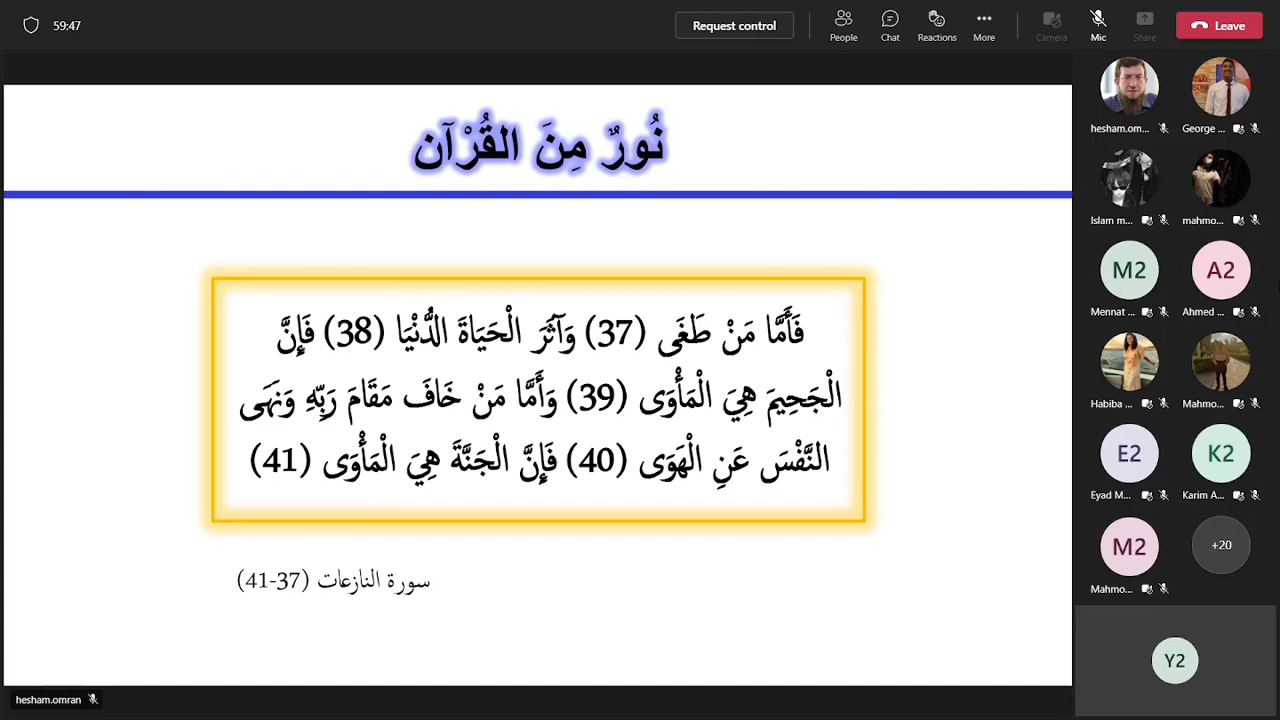 59:47
Request control
People
Chat
Reactions
More
Camera
Mic
Share
Leave
نُورٌ مِنَ القُرْآن
فَأَمَّا مَنْ طَغَى (37) وَآثَرَ الْحَيَاةَ الدُّنْيَا (38) فَإِنَّ
الْجَحِيمَ هِيَ الْمَأْوَى (39) وَأَمَّا مَنْ خَافَ مَقَامَ رَبِّهِ وَنَهَى
النَّفْسَ عَنِ الْهَوَى (40) فَإِنَّ الْجَنَّةَ هِيَ الْمَأْوَى (41)
سورة النازعات (37-41)
hesham.omran
hesham.om...
George ...
Islam m...
mahmo...
M2
A2
Mennat ...
Ahmed ...
Habiba ...
Mahmo...
E2
K2
Eyad M...
Karim A...
M2
+20
Mahmo...
Y2